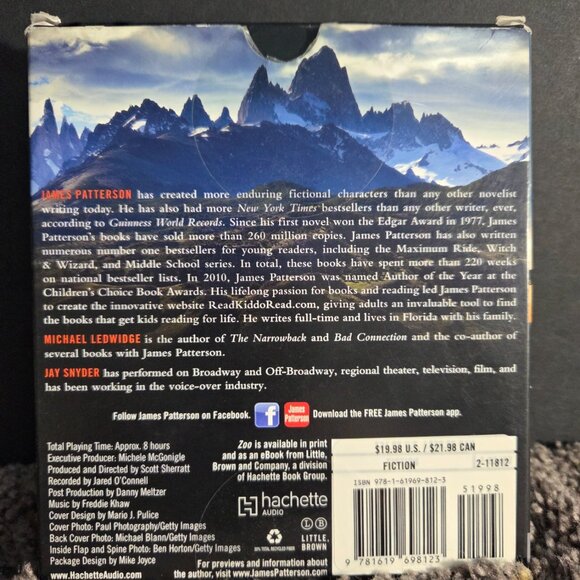 JAMES PATTERSON has created more enduring fictional characters than any other novelist
writing today. He has also had more New York Times bestsellers than any other writer, ever,
according to Guinness World Records. Since his first novel won the Edgar Award in 1977, James
Patterson's books have sold more than 260 million copies. James Patterson has also written
numerous number one bestsellers for young readers, including the Maximum Ride, Witch
& Wizard, and Middle School series. In total, these books have spent more than 220 weeks
on national bestseller lists. In 2010, James Patterson was named Author of the Year at the
Children's Choice Book Awards. His lifelong passion for books and reading led James Patterson
to create the innovative website ReadKiddoRead.com, giving adults an invaluable tool to find
the books that get kids reading for life. He writes full-time and lives in Florida with his family.
MICHAEL LEDWIDGE is the author of The Narrowback and Bad Connection and the co-author of
several books with James Patterson.
JAY SNYDER has performed on Broadway and Off-Broadway, regional theater, television, film, and
has been working in the voice-over industry.
Follow James Patterson on Facebook.
f
James Patterson
Download the FREE James Patterson app.
Total Playing Time: Approx. 8 hours
Executive Producer: Michele McGonigle
Produced and Directed by Scott Sherratt
Recorded by Jared O'Connell
Post Production by Danny Meltzer
Music by Freddie Khaw
Cover Design by Mario J. Pulice
Cover Photo: Paul Photography/Getty Images
Back Cover Photo: Michael Blann/Getty Images
Inside Flap and Spine Photo: Ben Horton/Getty Images
Package Design by Mike Joyce
www.HachetteAudio.com
Zoo is available in print
and as an eBook from Little,
Brown and Company, a division
of Hachette Book Group.
H hachette
AUDIO
L B
LITTLE,
BROWN
For more information about
the author, visit www.JamesPatterson.com
$19.98 U.S. / $21.98 CAN
FICTION 2-11812
ISBN 978-1-61969-812-3
51998
9 781619 698123